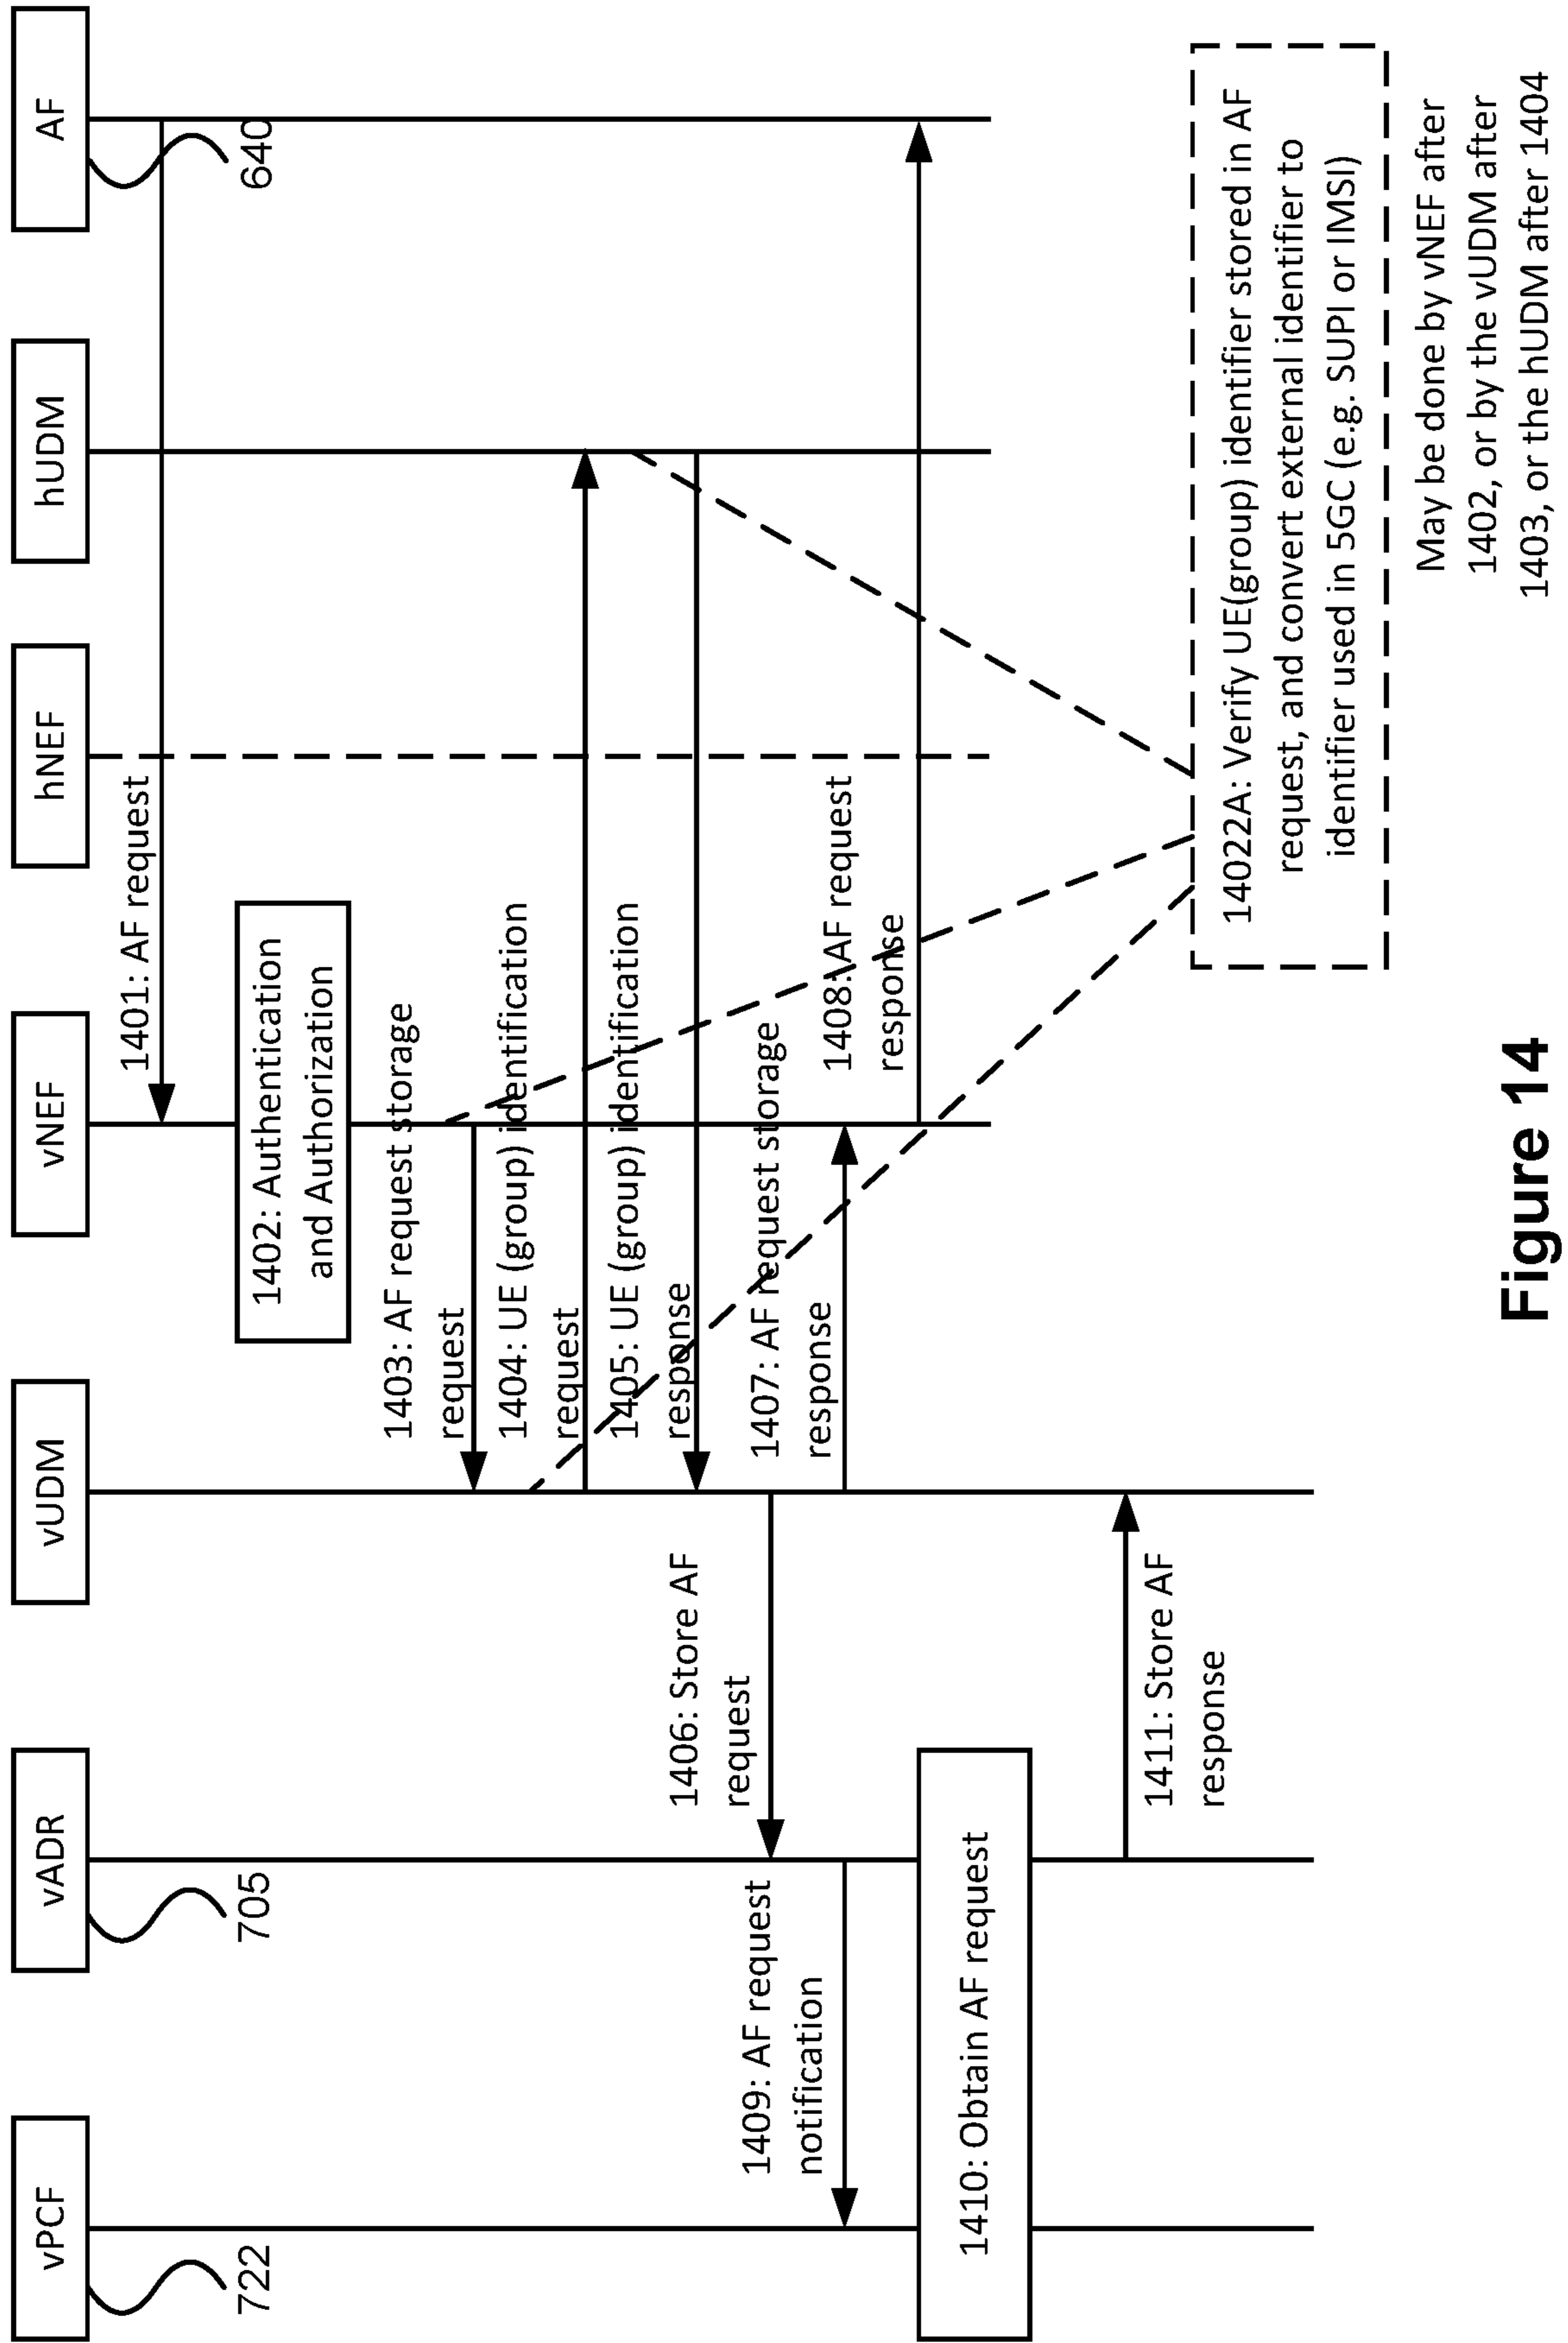 vPCF
vADR
vUDM
vNEF
hNEF
hUDM
AF
722
705
640
1401: AF request
1402: Authentication
and Authorization
1403: AF request storage
request
1404: UE (group) identification
request
1405: UE (group) identification
response
1406: Store AF
request
1407: AF request storage
response
1409: AF request
notification
1408: AF request
response
1410: Obtain AF request
1411: Store AF
response
14022A: Verify UE(group) identifier stored in AF
request, and convert external identifier to
identifier used in 5GC (e.g. SUPI or IMSI)
May be done by vNEF after
1402, or by the vUDM after
1403, or the hUDM after 1404
Figure 14